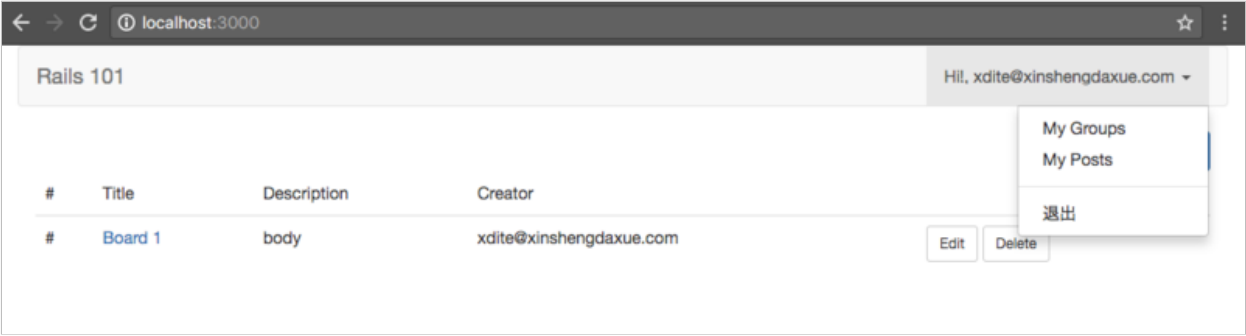 localhost:3000
Rails 101
Hi!, xdite@xinshengdaxue.com
My Groups
My Posts
退出
# Title Description Creator
# Board 1 body xdite@xinshengdaxue.com Edit Delete